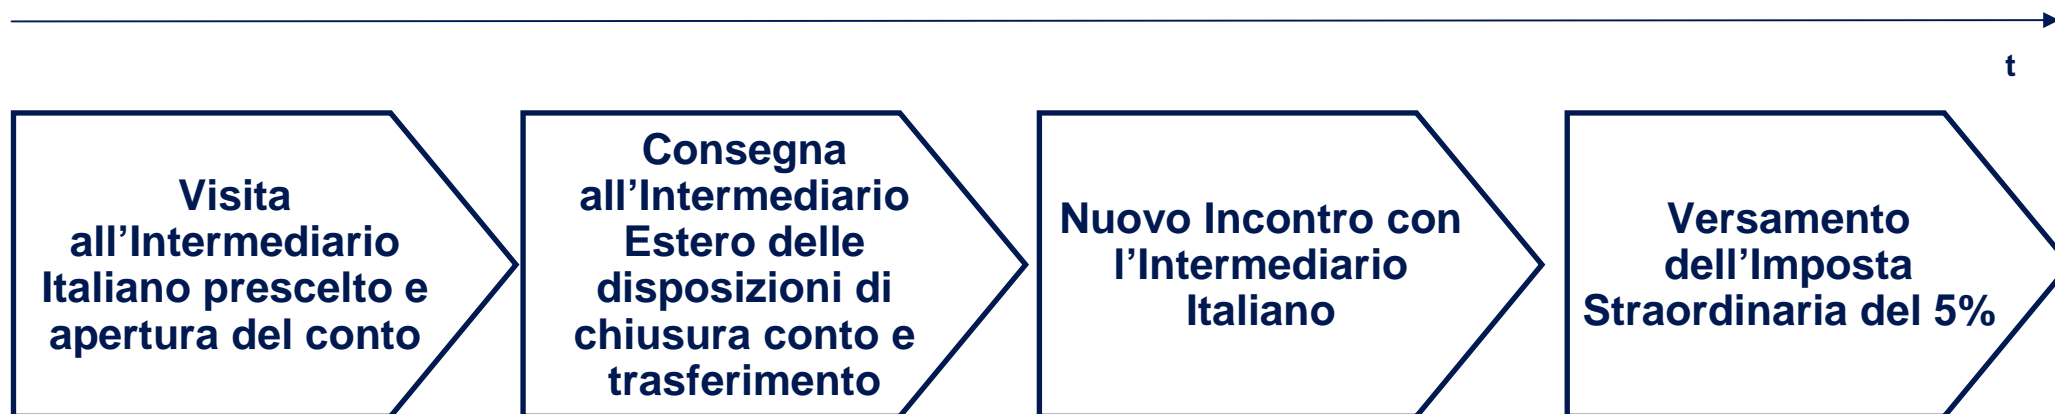 t
Visita
all’Intermediario
Italiano prescelto e
apertura del conto
Consegna
all’Intermediario
Estero delle
disposizioni di
chiusura conto e
trasferimento
Nuovo Incontro con
l’Intermediario
Italiano
Versamento
dell’Imposta
Straordinaria del 5%